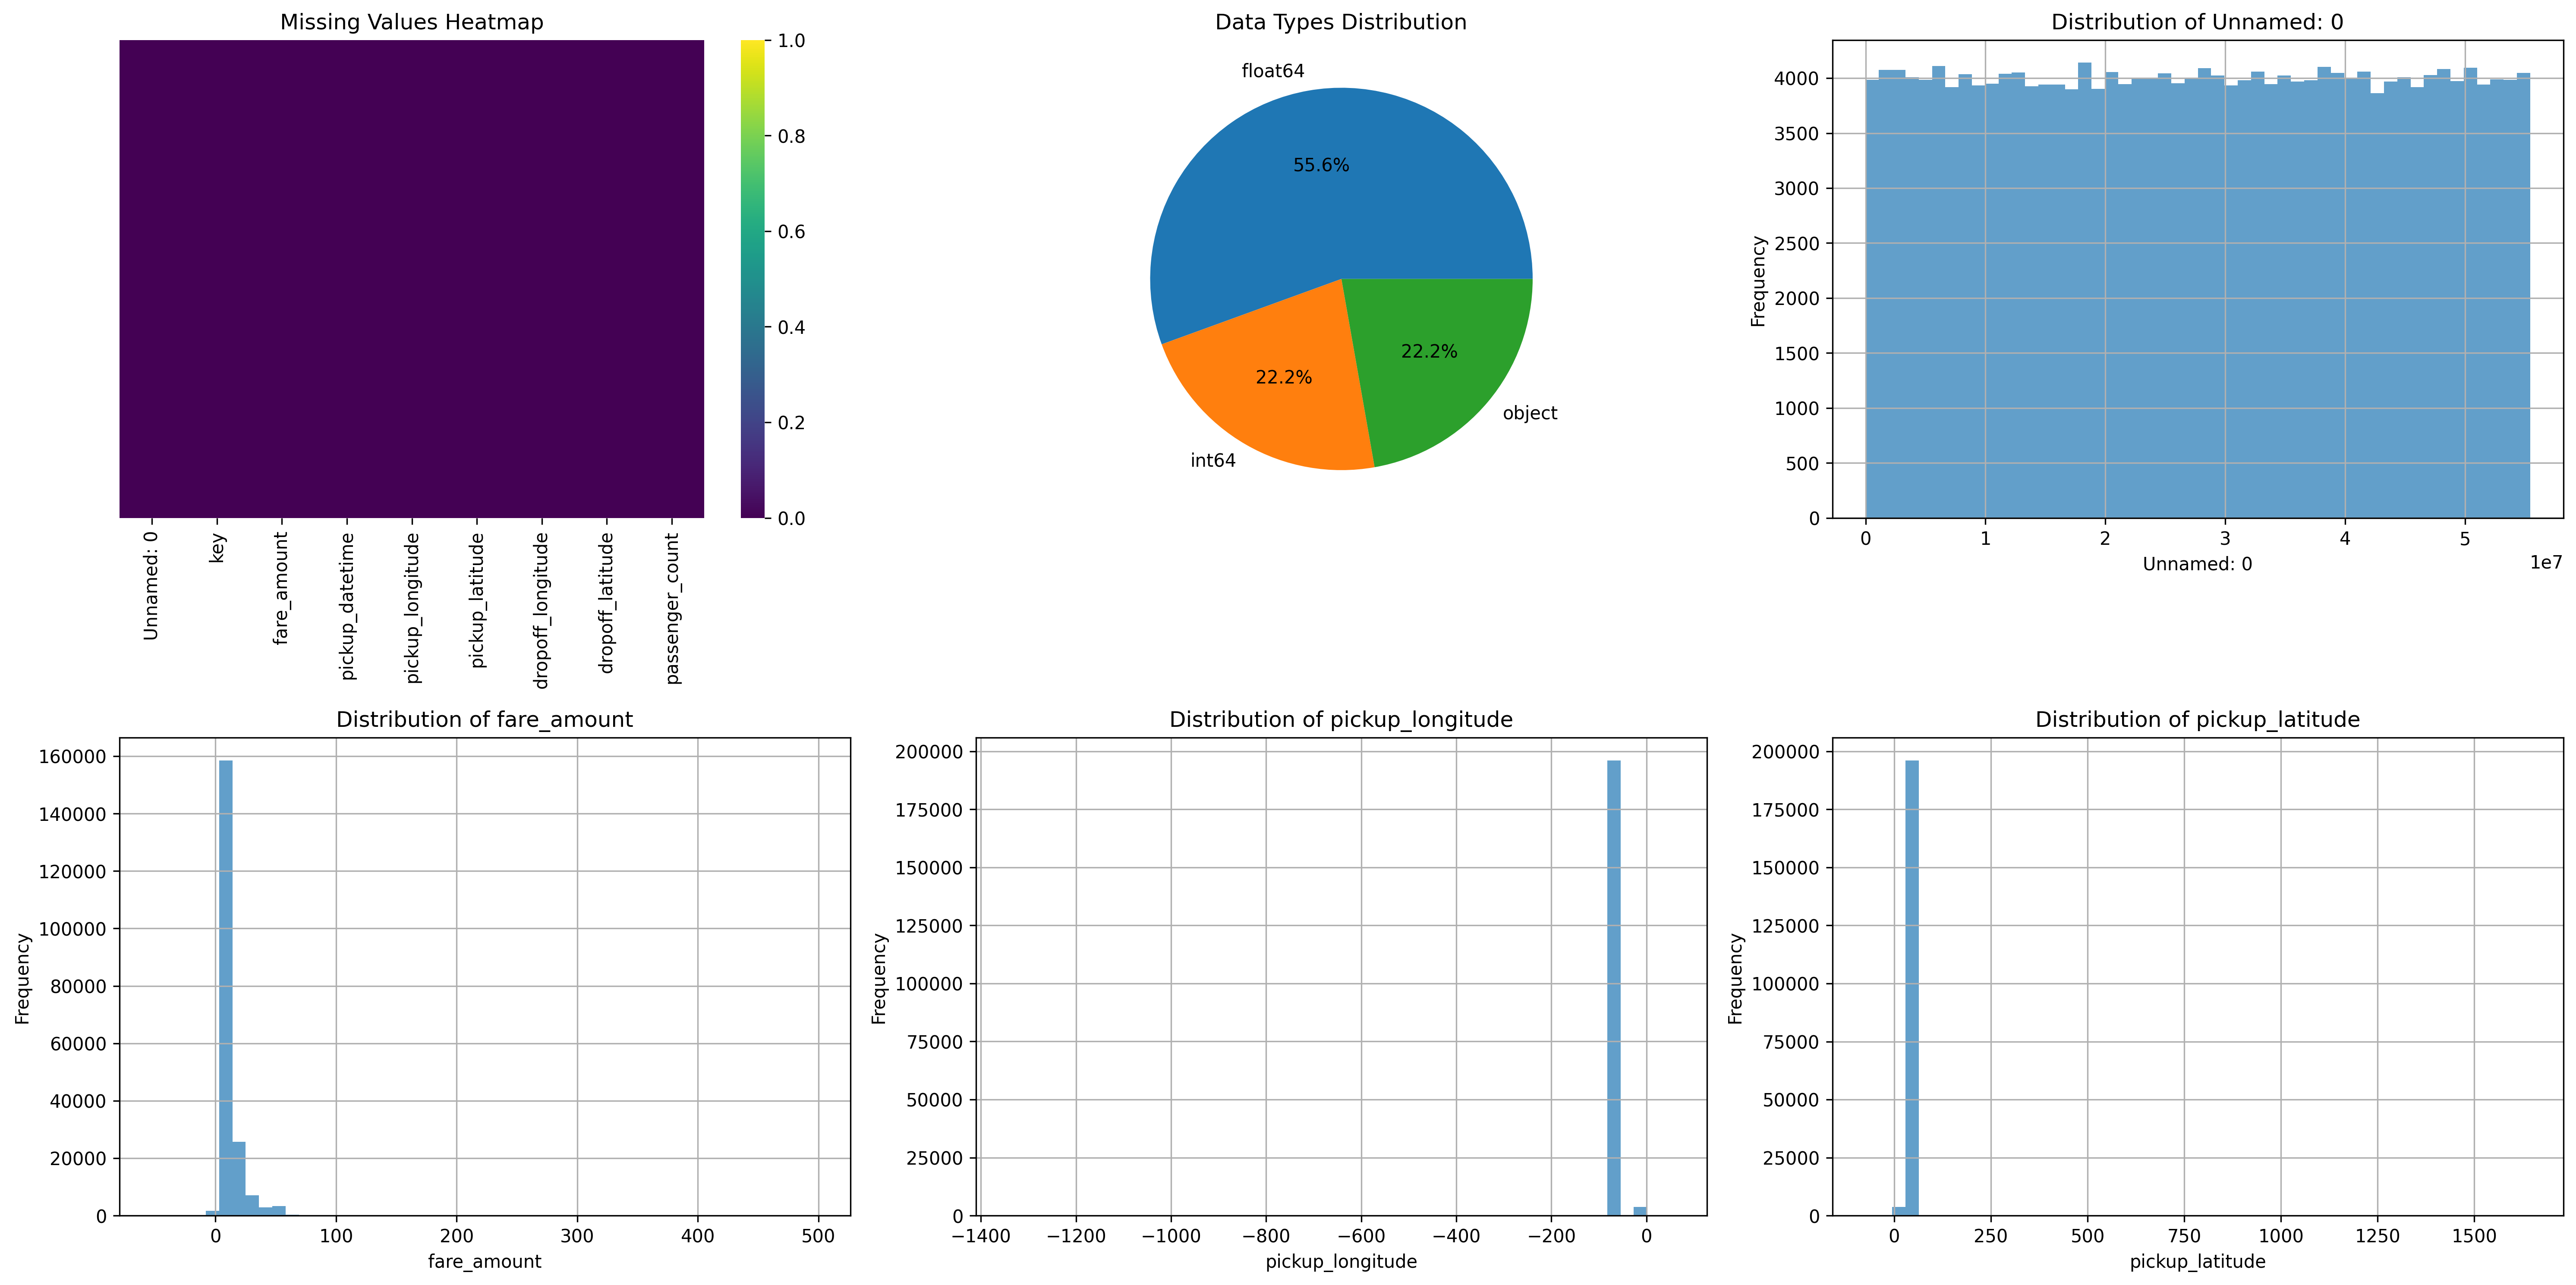 Missing Values Heatmap
1.0
0.8
0.6
0.4
0.2
0.0
Unnamed: 0
key
fare_amount
pickup_datetime
pickup_longitude
pickup_latitude
dropoff_longitude
dropoff_latitude
passenger_count
Data Types Distribution
float64
55.6%
22.2%
22.2%
int64
object
Distribution of Unnamed: 0
Frequency
4000
3500
3000
2500
2000
1500
1000
500
0
0 1 2 3 4 5
Unnamed: 0
1e7
Distribution of fare_amount
Frequency
160000
140000
120000
100000
80000
60000
40000
20000
0
0 100 200 300 400 500
fare_amount
Distribution of pickup_longitude
Frequency
200000
175000
150000
125000
100000
75000
50000
25000
0
−1400 −1200 −1000 −800 −600 −400 −200 0
pickup_longitude
Distribution of pickup_latitude
Frequency
200000
175000
150000
125000
100000
75000
50000
25000
0
0 250 500 750 1000 1250 1500
pickup_latitude